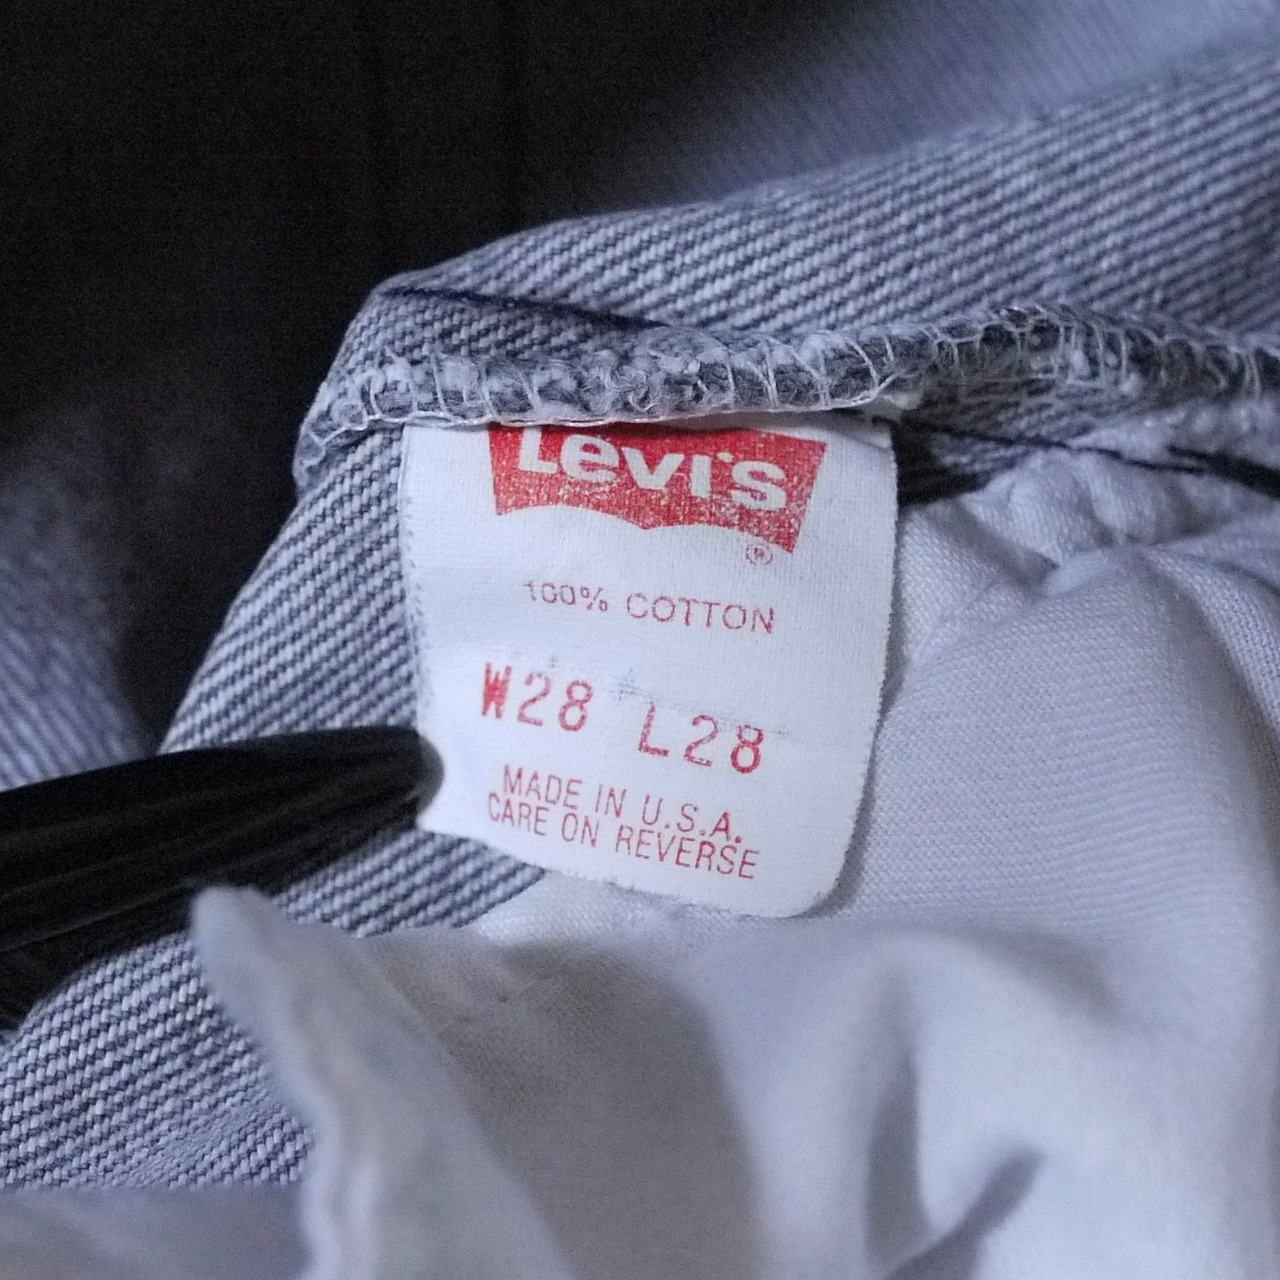 Levi's
®
100% COTTON
W28 L28
MADE IN U.S.A.
CARE ON REVERSE